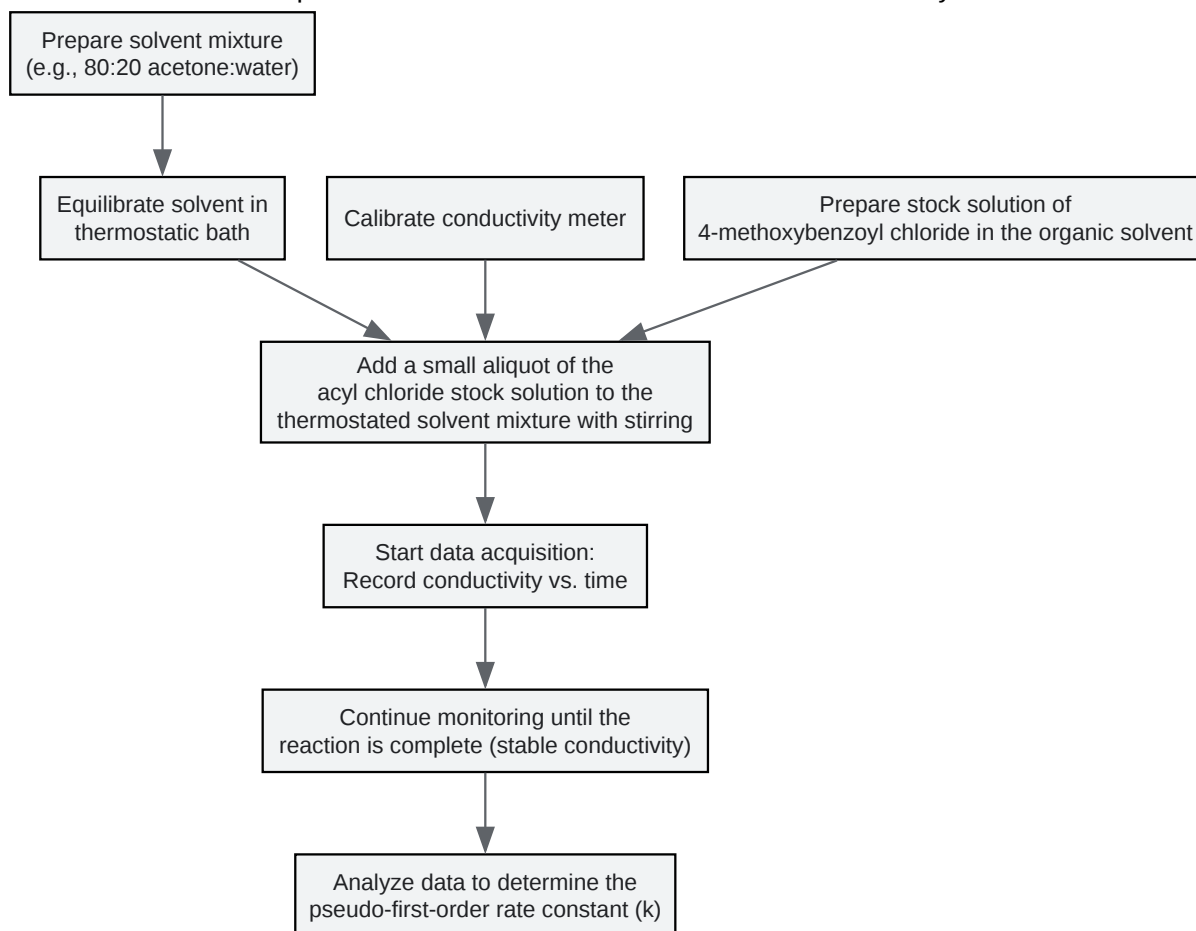 Prepare solvent mixture
(e.g., 80:20 acetone:water)
Equilibrate solvent in
thermostatic bath
Calibrate conductivity meter
Prepare stock solution of
4-methoxybenzoyl chloride in the organic solvent
Add a small aliquot of the
acyl chloride stock solution to the
thermostated solvent mixture with stirring
Start data acquisition:
Record conductivity vs. time
Continue monitoring until the
reaction is complete (stable conductivity)
Analyze data to determine the
pseudo-first-order rate constant (k)